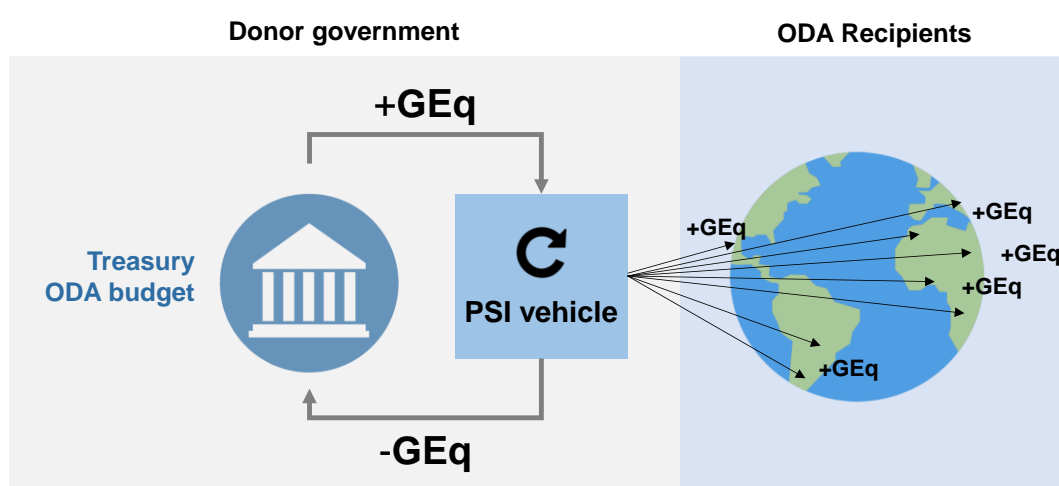 Donor government
ODA Recipients
+GEq
Treasury
ODA budget
PSI vehicle
-GEq
+GEq
+GEq
+GEq
+GEq
+GEq